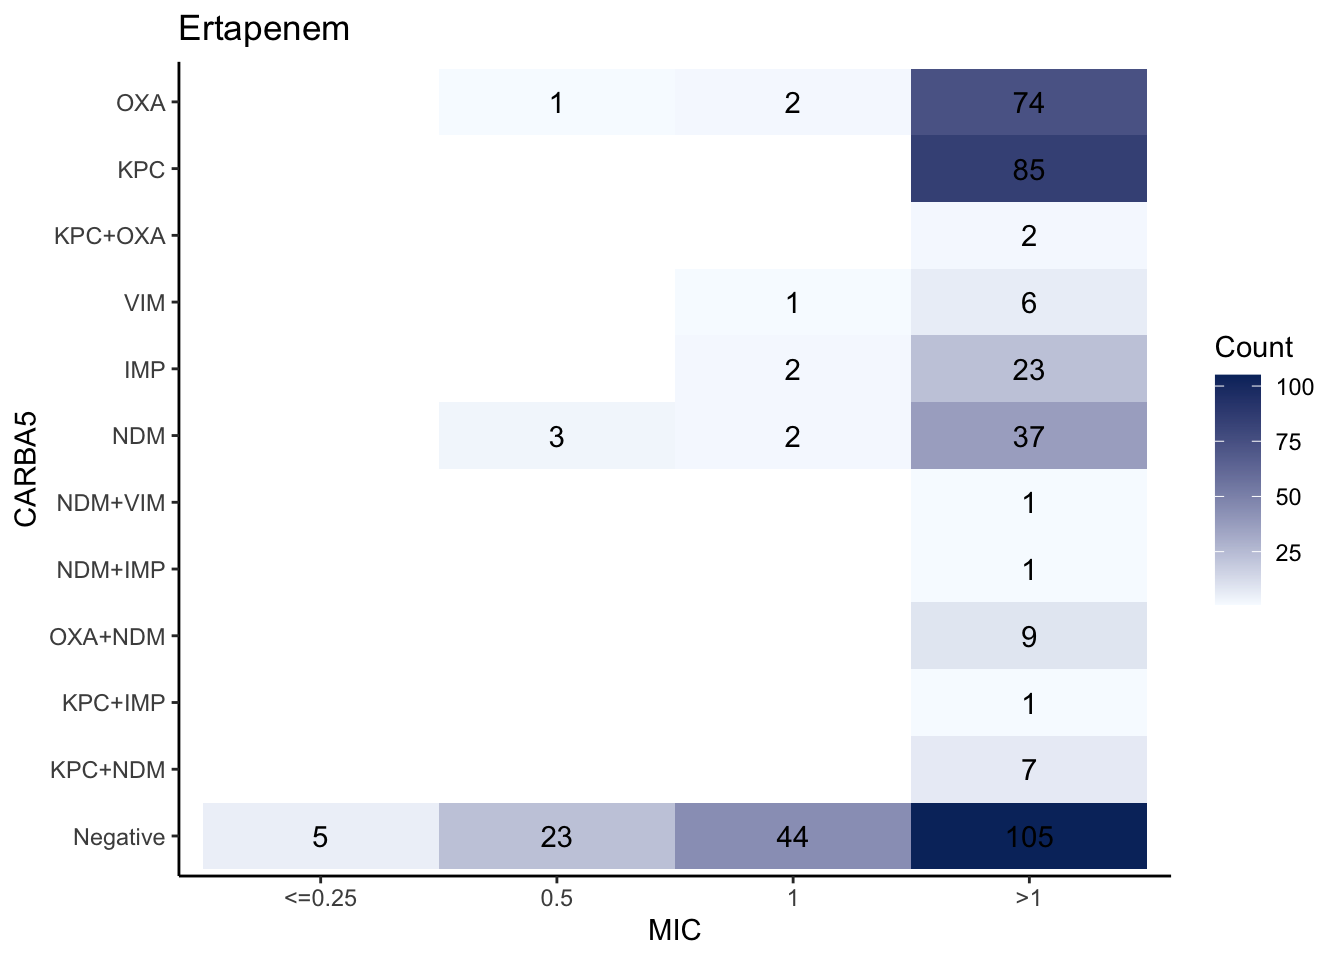 Ertapenem
OXA 1 2 74
KPC 85
KPC+OXA 2
VIM 1 6
IMP 2 23
NDM 3 2 37
NDM+VIM 1
NDM+IMP 1
OXA+NDM 9
KPC+IMP 1
KPC+NDM 7
Negative 5 23 44 105
<=0.25 0.5 1 >1
MIC
CARBA5
Count
100
75
50
25